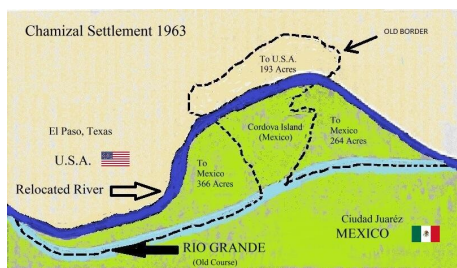 Chamizal Settlement 1963
OLD BORDER
To U.S.A.
193 Acres
El Paso, Texas
U.S.A.
Relocated River
Cordova Island
(Mexico)
To
Mexico
264 Acres
To
Mexico
366 Acres
Ciudad Juaréz
MEXICO
RIO GRANDE
(Old Course)